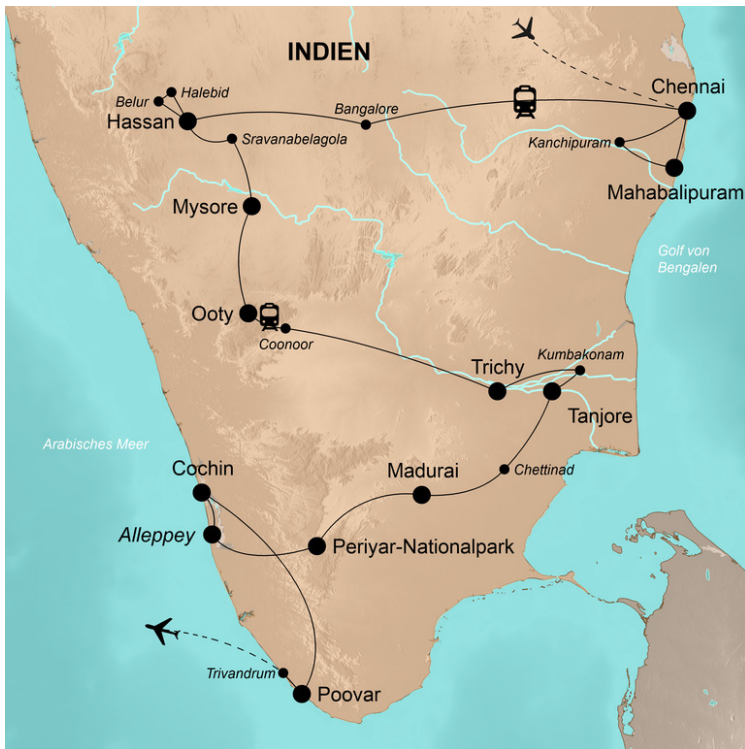 INDIEN
Chennai
Halebid
Belur
Bangalore
Hassan
Sravanabelagola
Kanchipuram
Mahabalipuram
Mysore
Golf von
Bengalen
Ooty
Coonoor
Kumbakonam
Trichy
Tanjore
Arabisches Meer
Cochin
Madurai
Chettinad
Alleppey
Periyar-Nationalpark
Trivandrum
Poovar